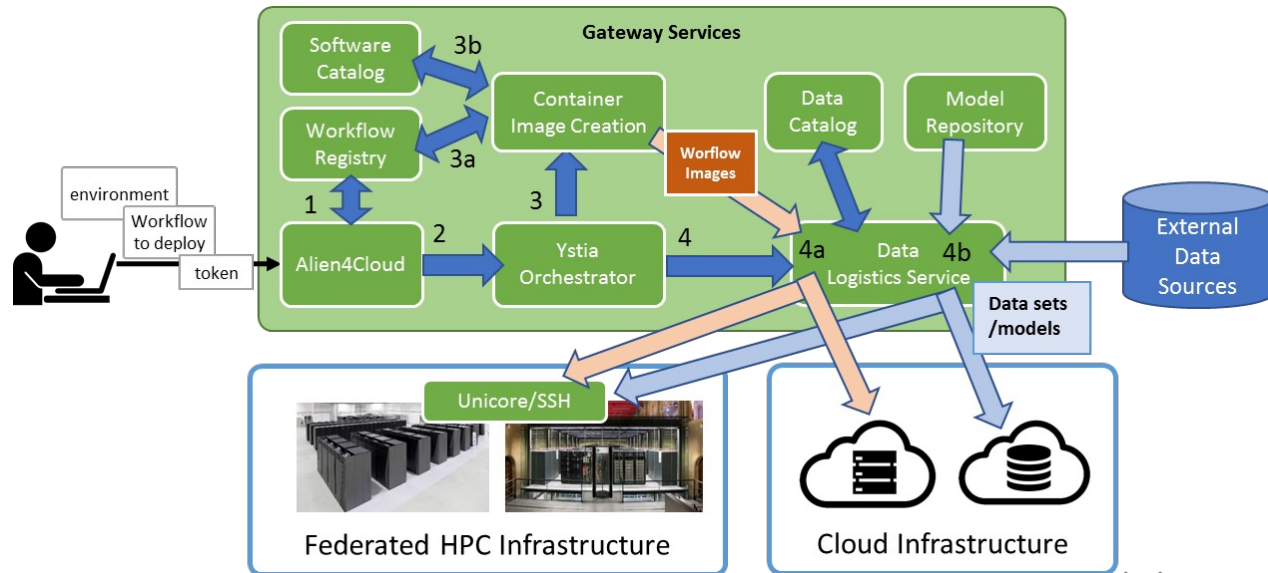 Gateway Services
Software
Catalog
3b
Container
Image Creation
Data
Catalog
Model
Repository
Workflow
Registry
3a
Worflow
Images
environment
Workflow
to deploy
token
1
2
3
4
4a
4b
Alien4Cloud
Ystia
Orchestrator
Data
Logistics Service
External
Data
Sources
Data sets
/models
Unicore/SSH
Federated HPC Infrastructure
Cloud Infrastructure